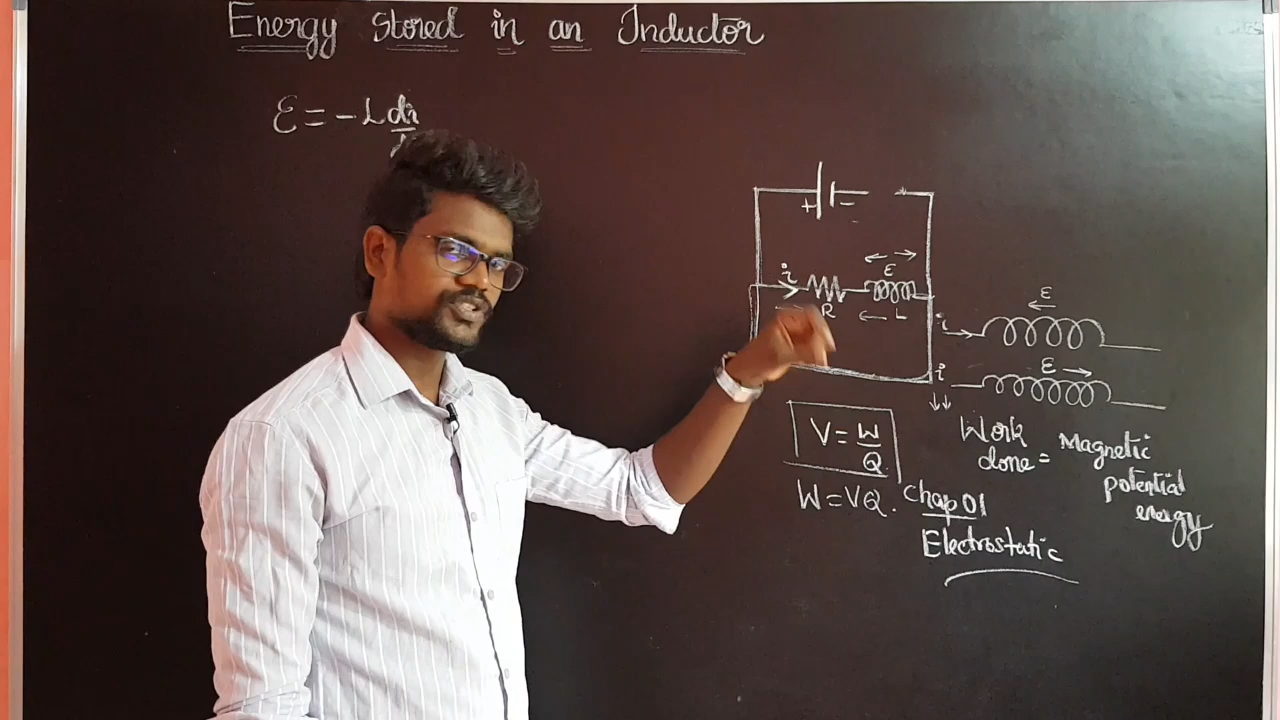 Energy Stored in an Inductor
ε = - L di
+ -
i
ε
R
L
ε
i
ε
i
V = W/Q
W = VQ.
Chap 01
Electrostatic
Work done = Magnetic potential energy